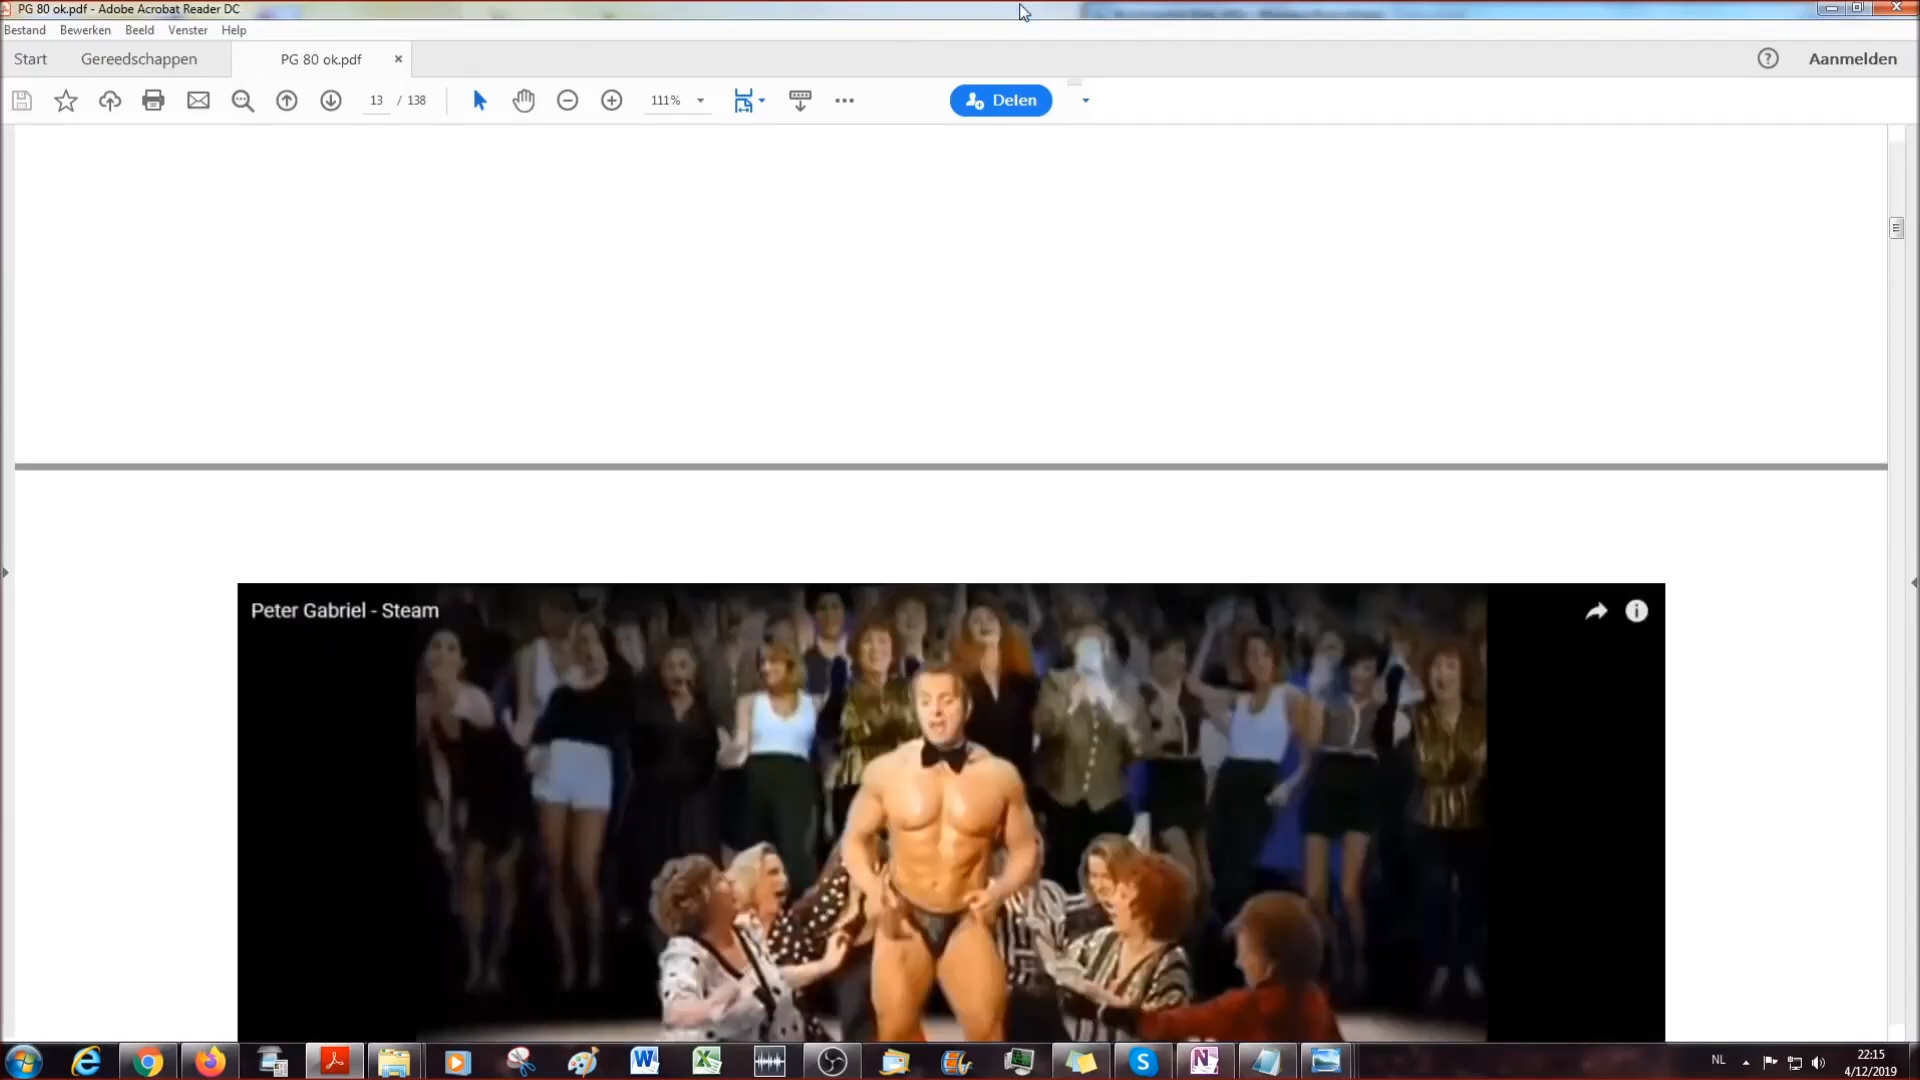 PG 80 ok.pdf - Adobe Acrobat Reader DC
Bestand Bewerken Beeld Venster Help
Start Gereedschappen PG 80 ok.pdf Aanmelden
13 / 138 111% Delen
Peter Gabriel - Steam
NL 22:15
4/12/2019